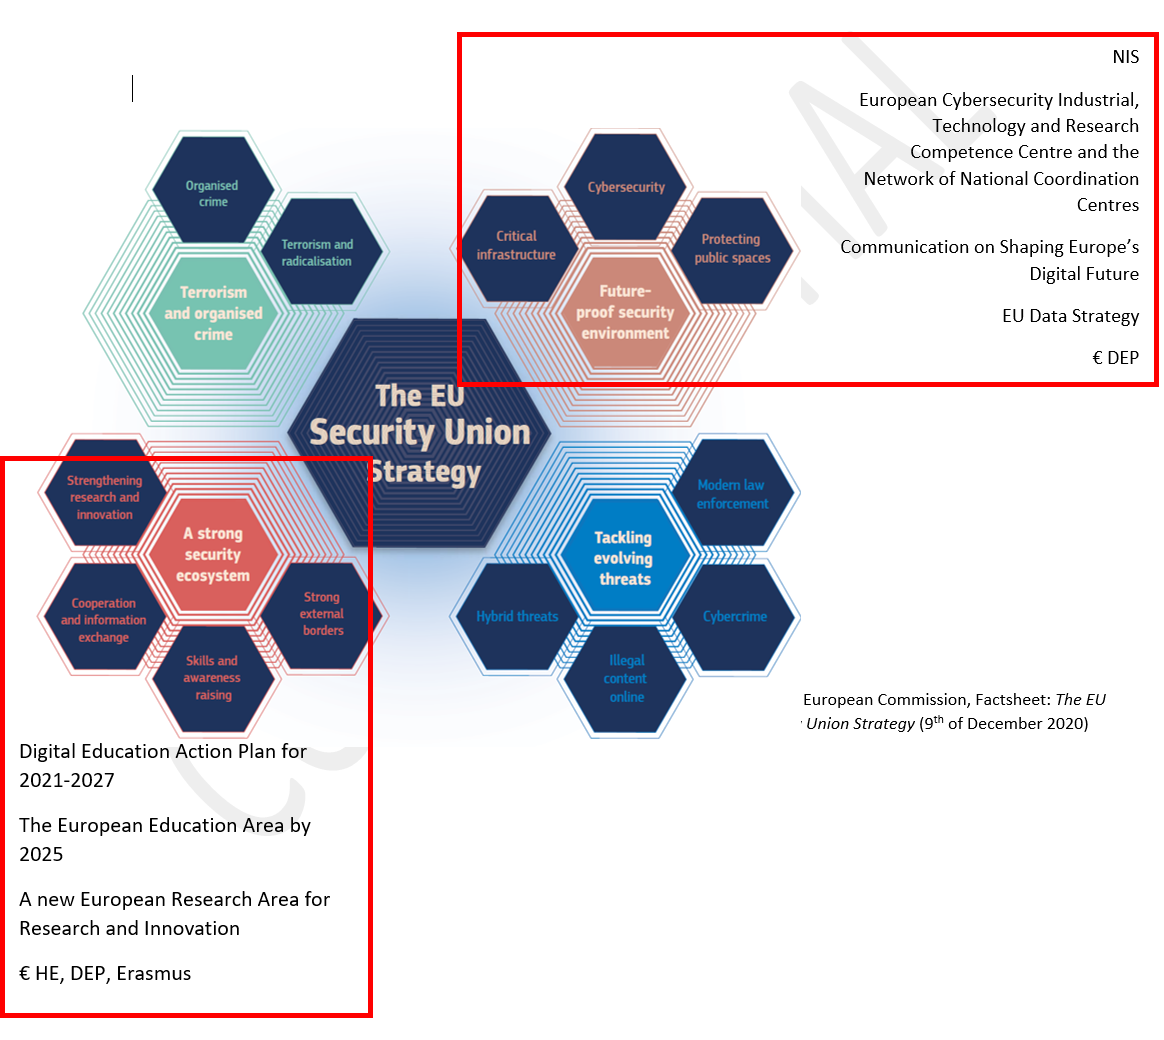 NIS
European Cybersecurity Industrial,
Technology and Research
Competence Centre and the
Network of National Coordination
Centres
Communication on Shaping Europe’s
Digital Future
EU Data Strategy
€ DEP
Organised
crime
Terrorism and
radicalisation
Terrorism
and organised
crime
Cybersecurity
Critical
infrastructure
Protecting
public spaces
Future-
proof security
environment
The EU
Security Union
Strategy
Strengthening
research and
innovation
A strong
security
ecosystem
Cooperation
and information
exchange
Strong
external
borders
Skills and
awareness
raising
Modern law
enforcement
Tackling
evolving
threats
Hybrid threats
Cybercrime
Illegal
content
online
European Commission, Factsheet: The EU
Union Strategy (9th of December 2020)
Digital Education Action Plan for
2021-2027
The European Education Area by
2025
A new European Research Area for
Research and Innovation
€ HE, DEP, Erasmus